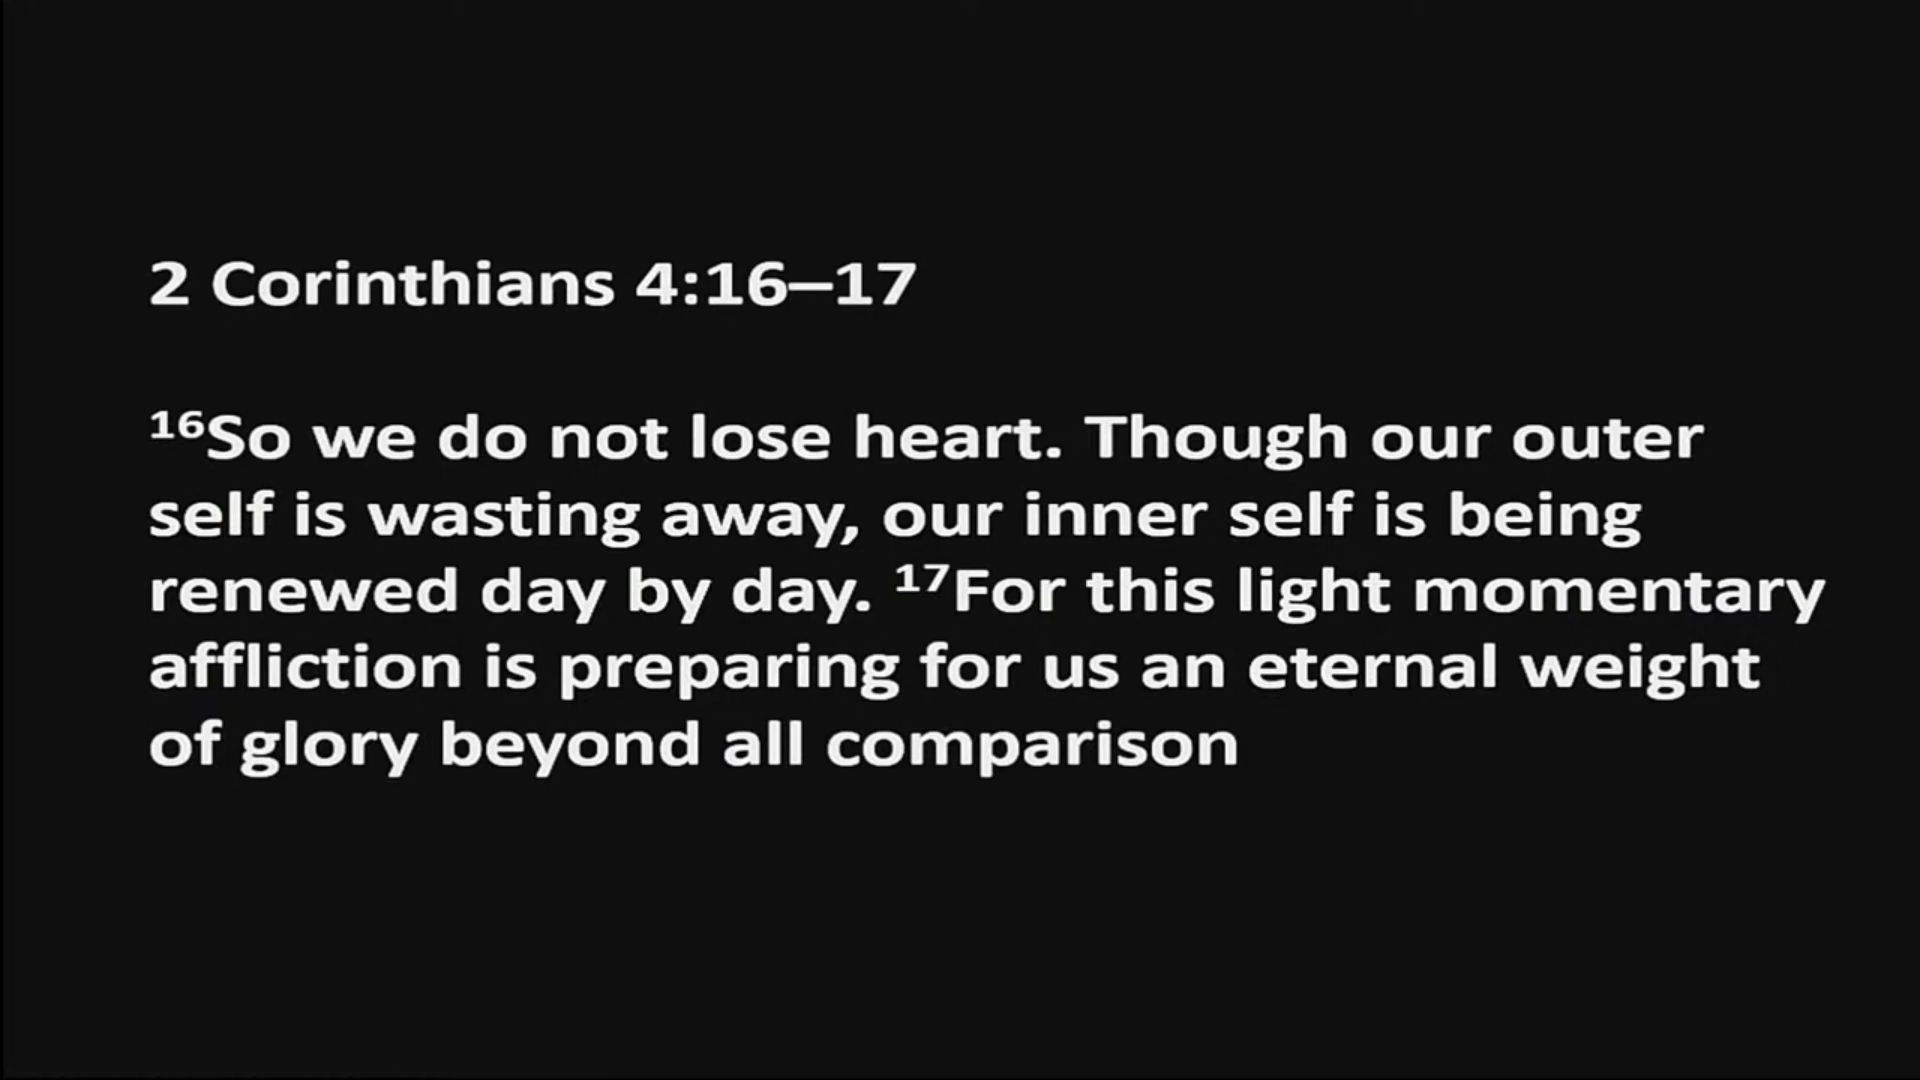 2 Corinthians 4:16–17
¹⁶So we do not lose heart. Though our outer
self is wasting away, our inner self is being
renewed day by day. ¹⁷For this light momentary
affliction is preparing for us an eternal weight
of glory beyond all comparison